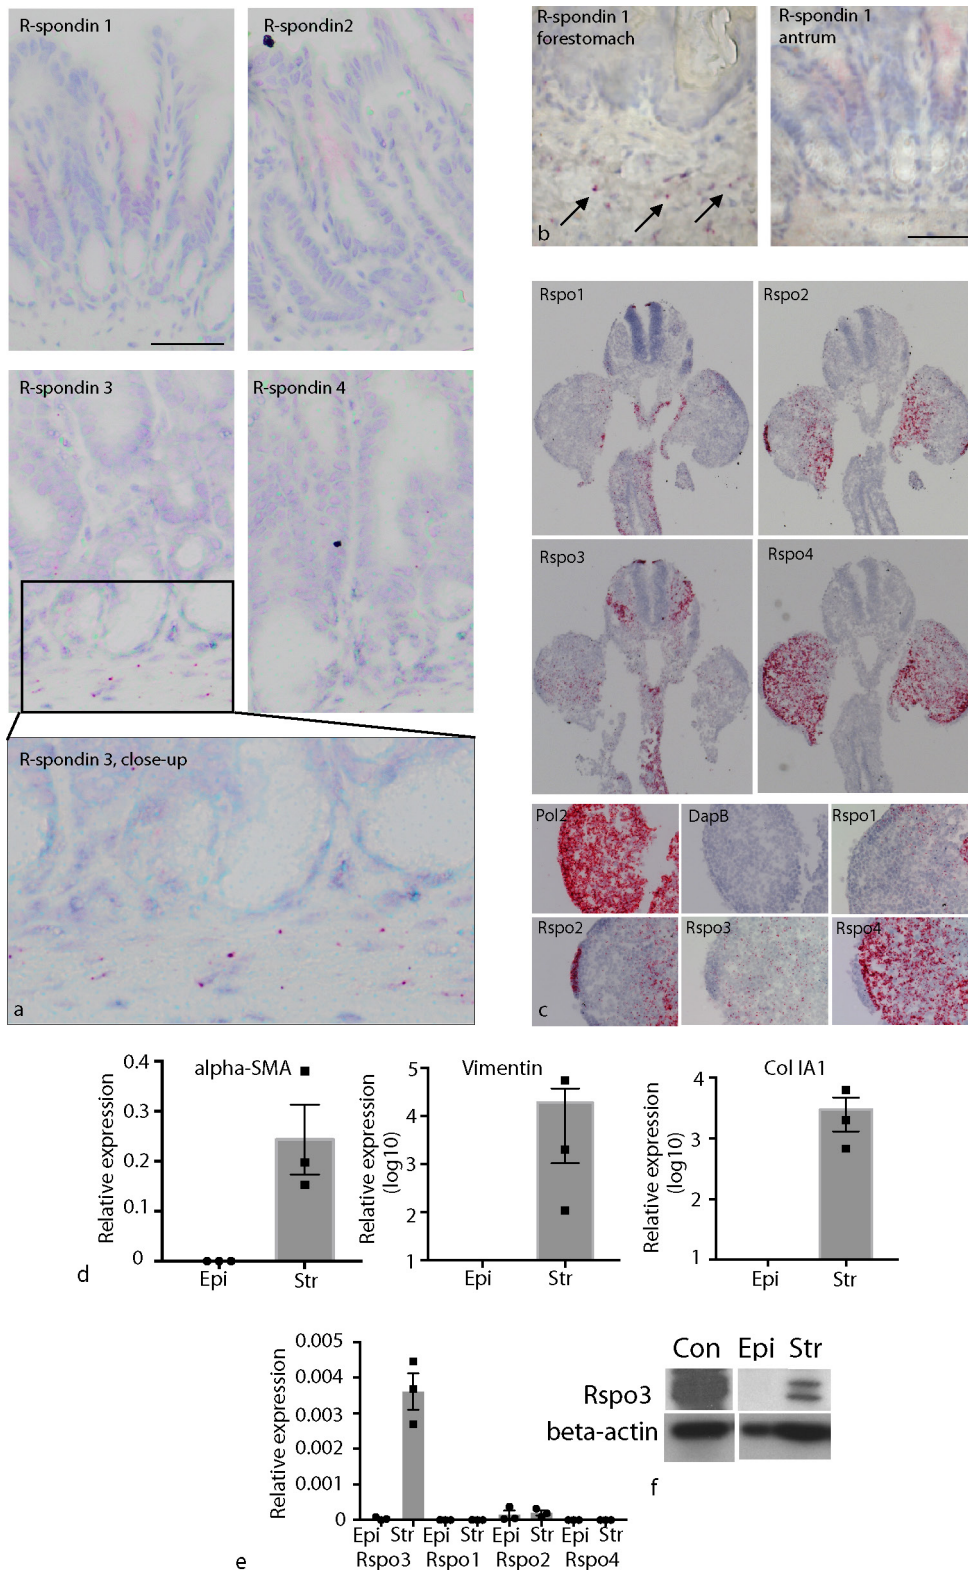 R-spondin 1
R-spondin2
R-spondin 3
R-spondin 4
R-spondin 3, close-up
a
R-spondin 1
forestomach
R-spondin 1
antrum
b
Rspo1
Rspo2
Rspo3
Rspo4
Pol2
DapB
Rspo1
Rspo2
Rspo3
Rspo4
c
alpha-SMA
Relative expression
0.4
0.3
0.2
0.1
0
Epi
Str
Vimentin
Relative expression
(log10)
5
4
3
2
1
Epi
Str
Col IA1
Relative expression
(log10)
4
3
2
1
Epi
Str
d
Relative expression
0.005
0.004
0.003
0.002
0.001
0
Epi Str Epi Str Epi Str Epi Str
Rspo3 Rspo1 Rspo2 Rspo4
e
Con Epi Str
Rspo3
beta-actin
f